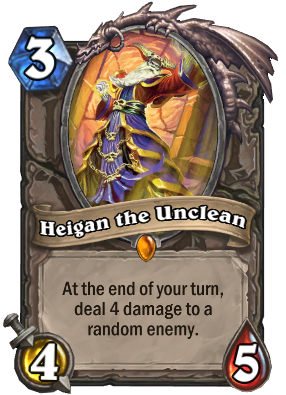 3
Heigan the Unclean
At the end of your turn,
deal 4 damage to a
random enemy.
4
5